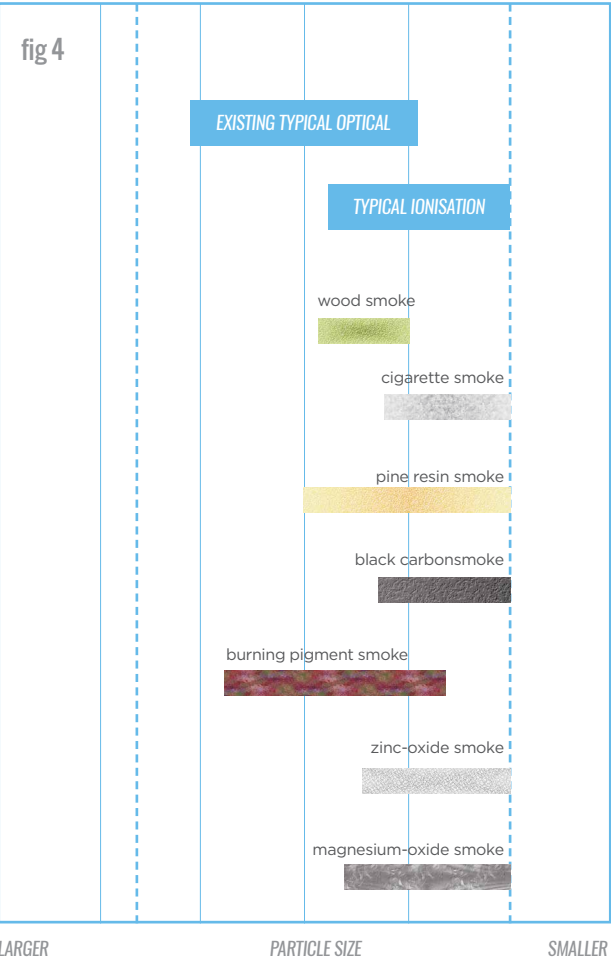 fig 4
EXISTING TYPICAL OPTICAL
TYPICAL IONISATION
wood smoke
cigarette smoke
pine resin smoke
black carbonsmoke
burning pigment smoke
zinc-oxide smoke
magnesium-oxide smoke
LARGER PARTICLE SIZE SMALLER